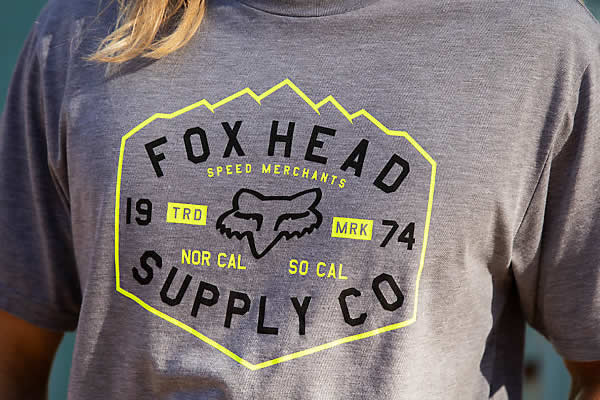 FOX HEAD
SPEED MERCHANTS
19 TRD MRK 74
NOR CAL SO CAL
SUPPLY CO